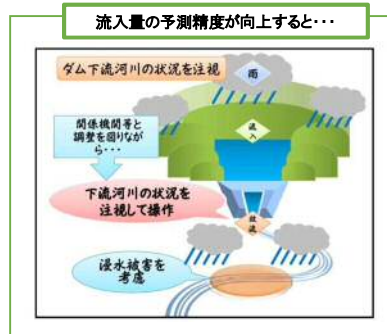 流入量の予測精度が向上すると･･･
ダム下流河川の状況を注視
雨
関係機関等と
調整を図りなが
ら･･･
流入
下流河川の状況を
注視して操作
放流
浸水被害を
考慮